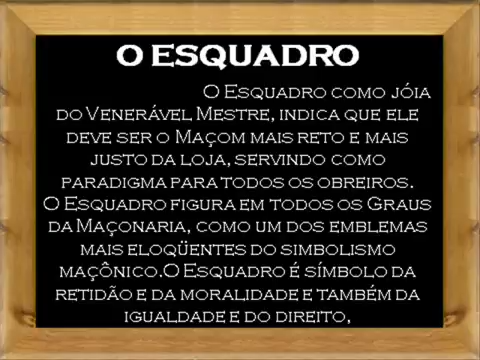 O ESQUADRO
O ESQUADRO COMO JÓIA
DO VENERÁVEL MESTRE, INDICA QUE ELE
DEVE SER O MAÇOM MAIS RETO E MAIS
JUSTO DA LOJA, SERVINDO COMO
PARADIGMA PARA TODOS OS OBREIROS.
O ESQUADRO FIGURA EM TODOS OS GRAUS
DA MAÇONARIA, COMO UM DOS EMBLEMAS
MAIS ELOQÜENTES DO SIMBOLISMO
MAÇÔNICO.O ESQUADRO É SÍMBOLO DA
RETIDÃO E DA MORALIDADE E TAMBÉM DA
IGUALDADE E DO DIREITO,